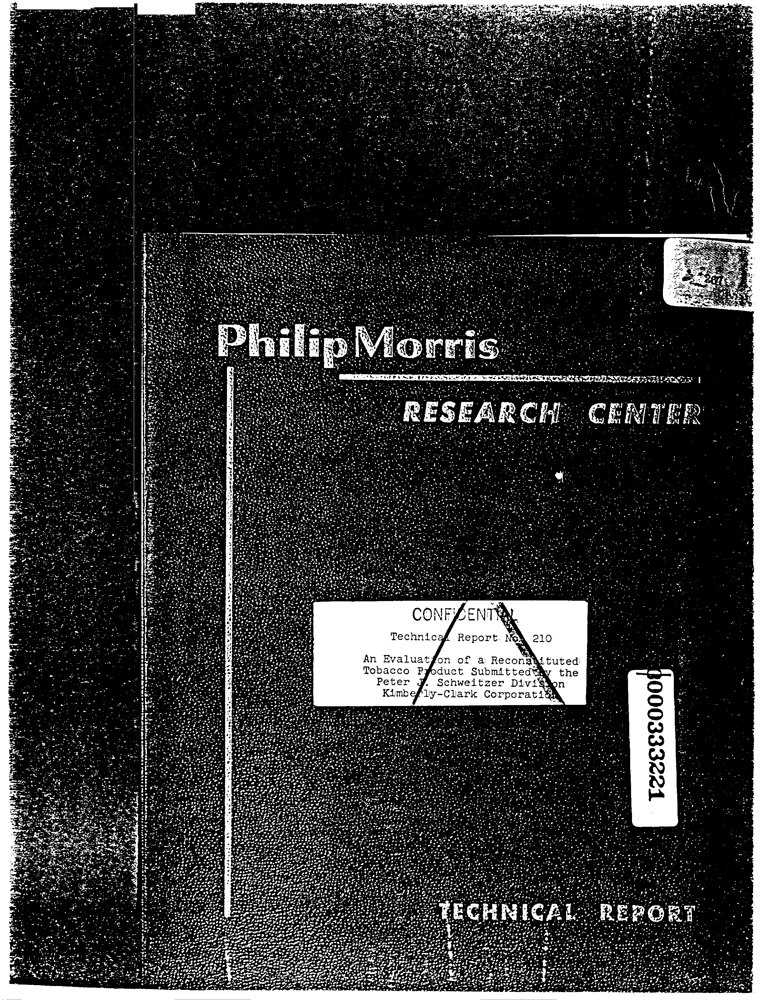 Philip Morris
RESEARCH CENTER
CONFIDENTIAL
Technical Report No. 210
An Evaluation of a Reconstituted
Tobacco Product Submitted by the
Peter J. Schweitzer Division
Kimberly-Clark Corporation
0000333221
TECHNICAL REPORT